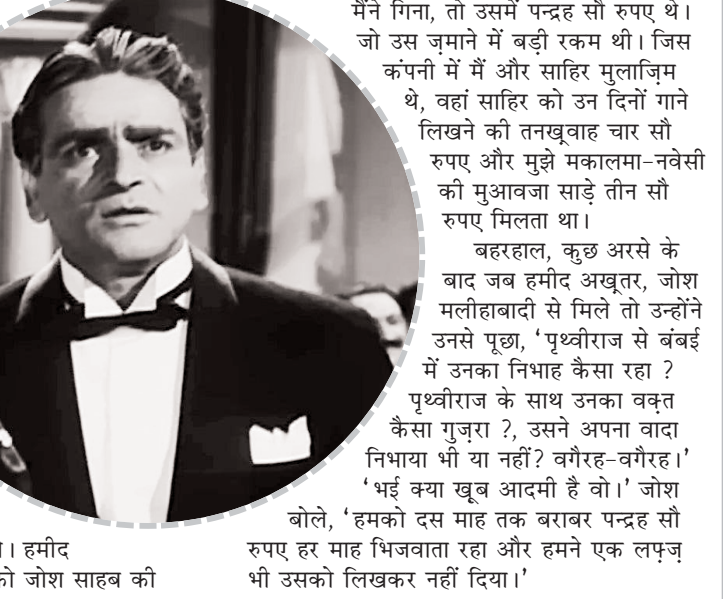 मैंने गिना, तो उसमें पन्द्रह सौ रुपए थे।
जो उस ज़माने में बड़ी रकम थी। जिस
कंपनी में मैं और साहिर मुलाज़िम
थे, वहां साहिर को उन दिनों गाने
लिखने की तनख़्वाह चार सौ
रुपए और मुझे मकालमा-नवेसी
की मुआवजा साड़े तीन सौ
रुपए मिलता था।
बहरहाल, कुछ अरसे के
बाद जब हमीद अख़्तर, जोश
मलीहाबादी से मिले तो उन्होंने
उनसे पूछा, ‘पृथ्वीराज से बंबई
में उनका निभाह कैसा रहा ?
पृथ्वीराज के साथ उनका वक़्त
कैसा गुज़रा ?, उसने अपना वादा
निभाया भी या नहीं? वगैरह-वगैरह।’
‘भई क्या खूब आदमी है वो।’ जोश
बोले, ‘हमको दस माह तक बराबर पन्द्रह सौ
रुपए हर माह भिजवाता रहा और हमने एक लफ़्ज़
भी उसको लिखकर नहीं दिया।’
। हमीद
को जोश साहब की